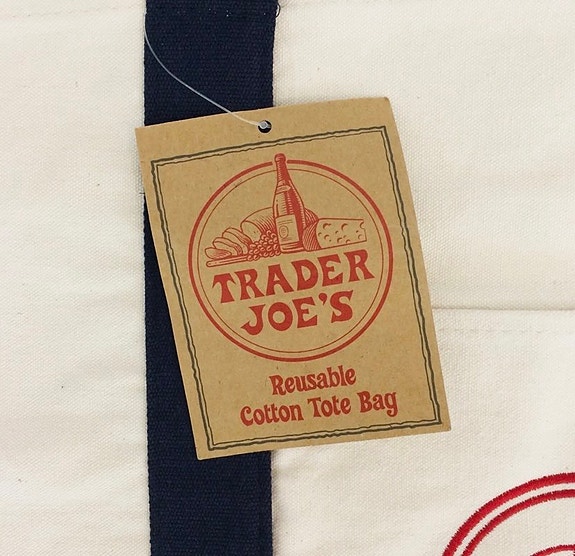 TRADER
JOE'S
Reusable
Cotton Tote Bag